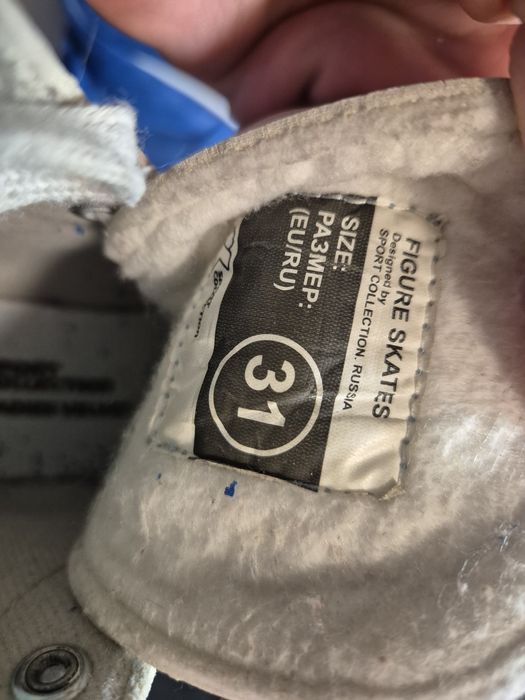 FIGURE SKATES
Designed by
SPORT COLLECTION. RUSSIA
SIZE:
РАЗМЕР:
(EU/RU)
31